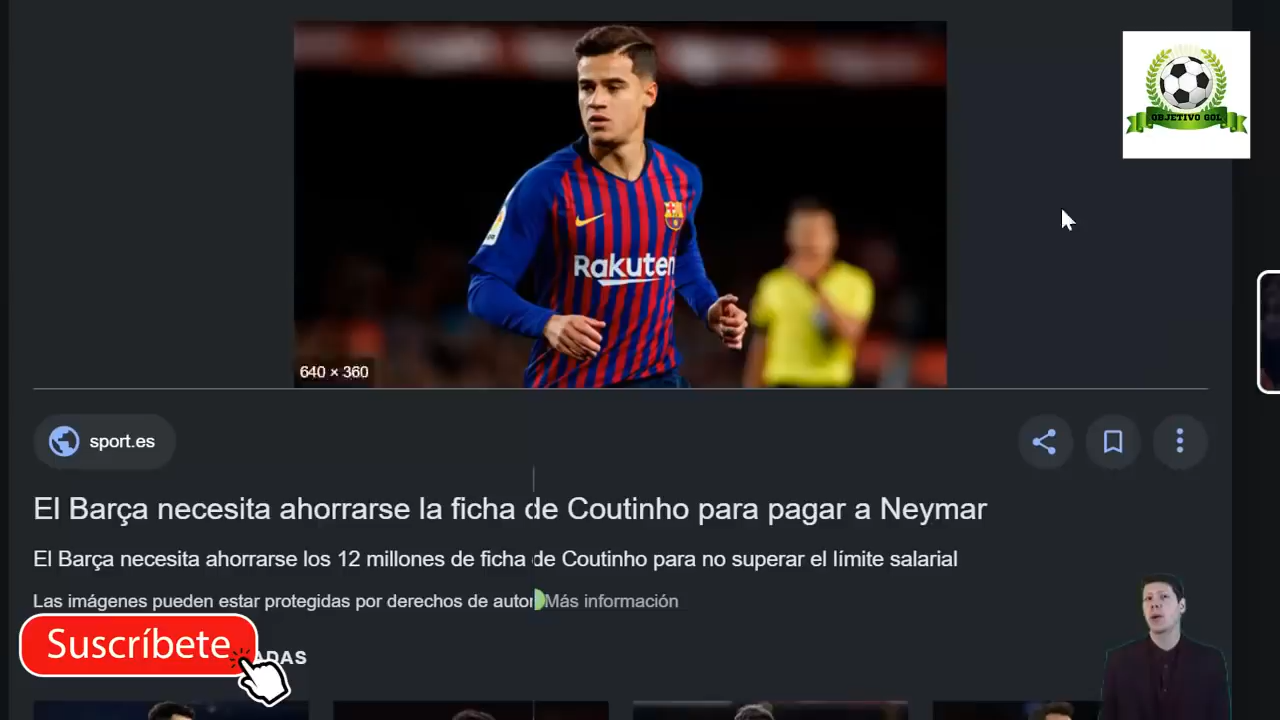 OBJETIVO GOL
Rakuten
640 × 360
sport.es
El Barça necesita ahorrarse la ficha de Coutinho para pagar a Neymar
El Barça necesita ahorrarse los 12 millones de ficha de Coutinho para no superar el límite salarial
Las imágenes pueden estar protegidas por derechos de autor Más información
Suscríbete